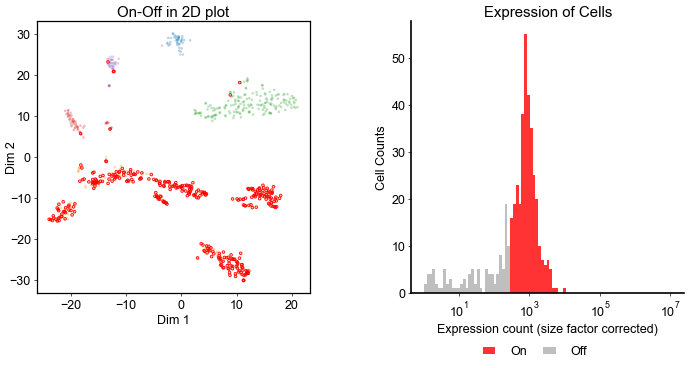 On-Off in 2D plot
30
20
10
0
−10
−20
−30
Dim 2
−20 −10 0 10 20
Dim 1
Expression of Cells
50
40
30
20
10
0
Cell Counts
10^1 10^3 10^5 10^7
Expression count (size factor corrected)
On Off